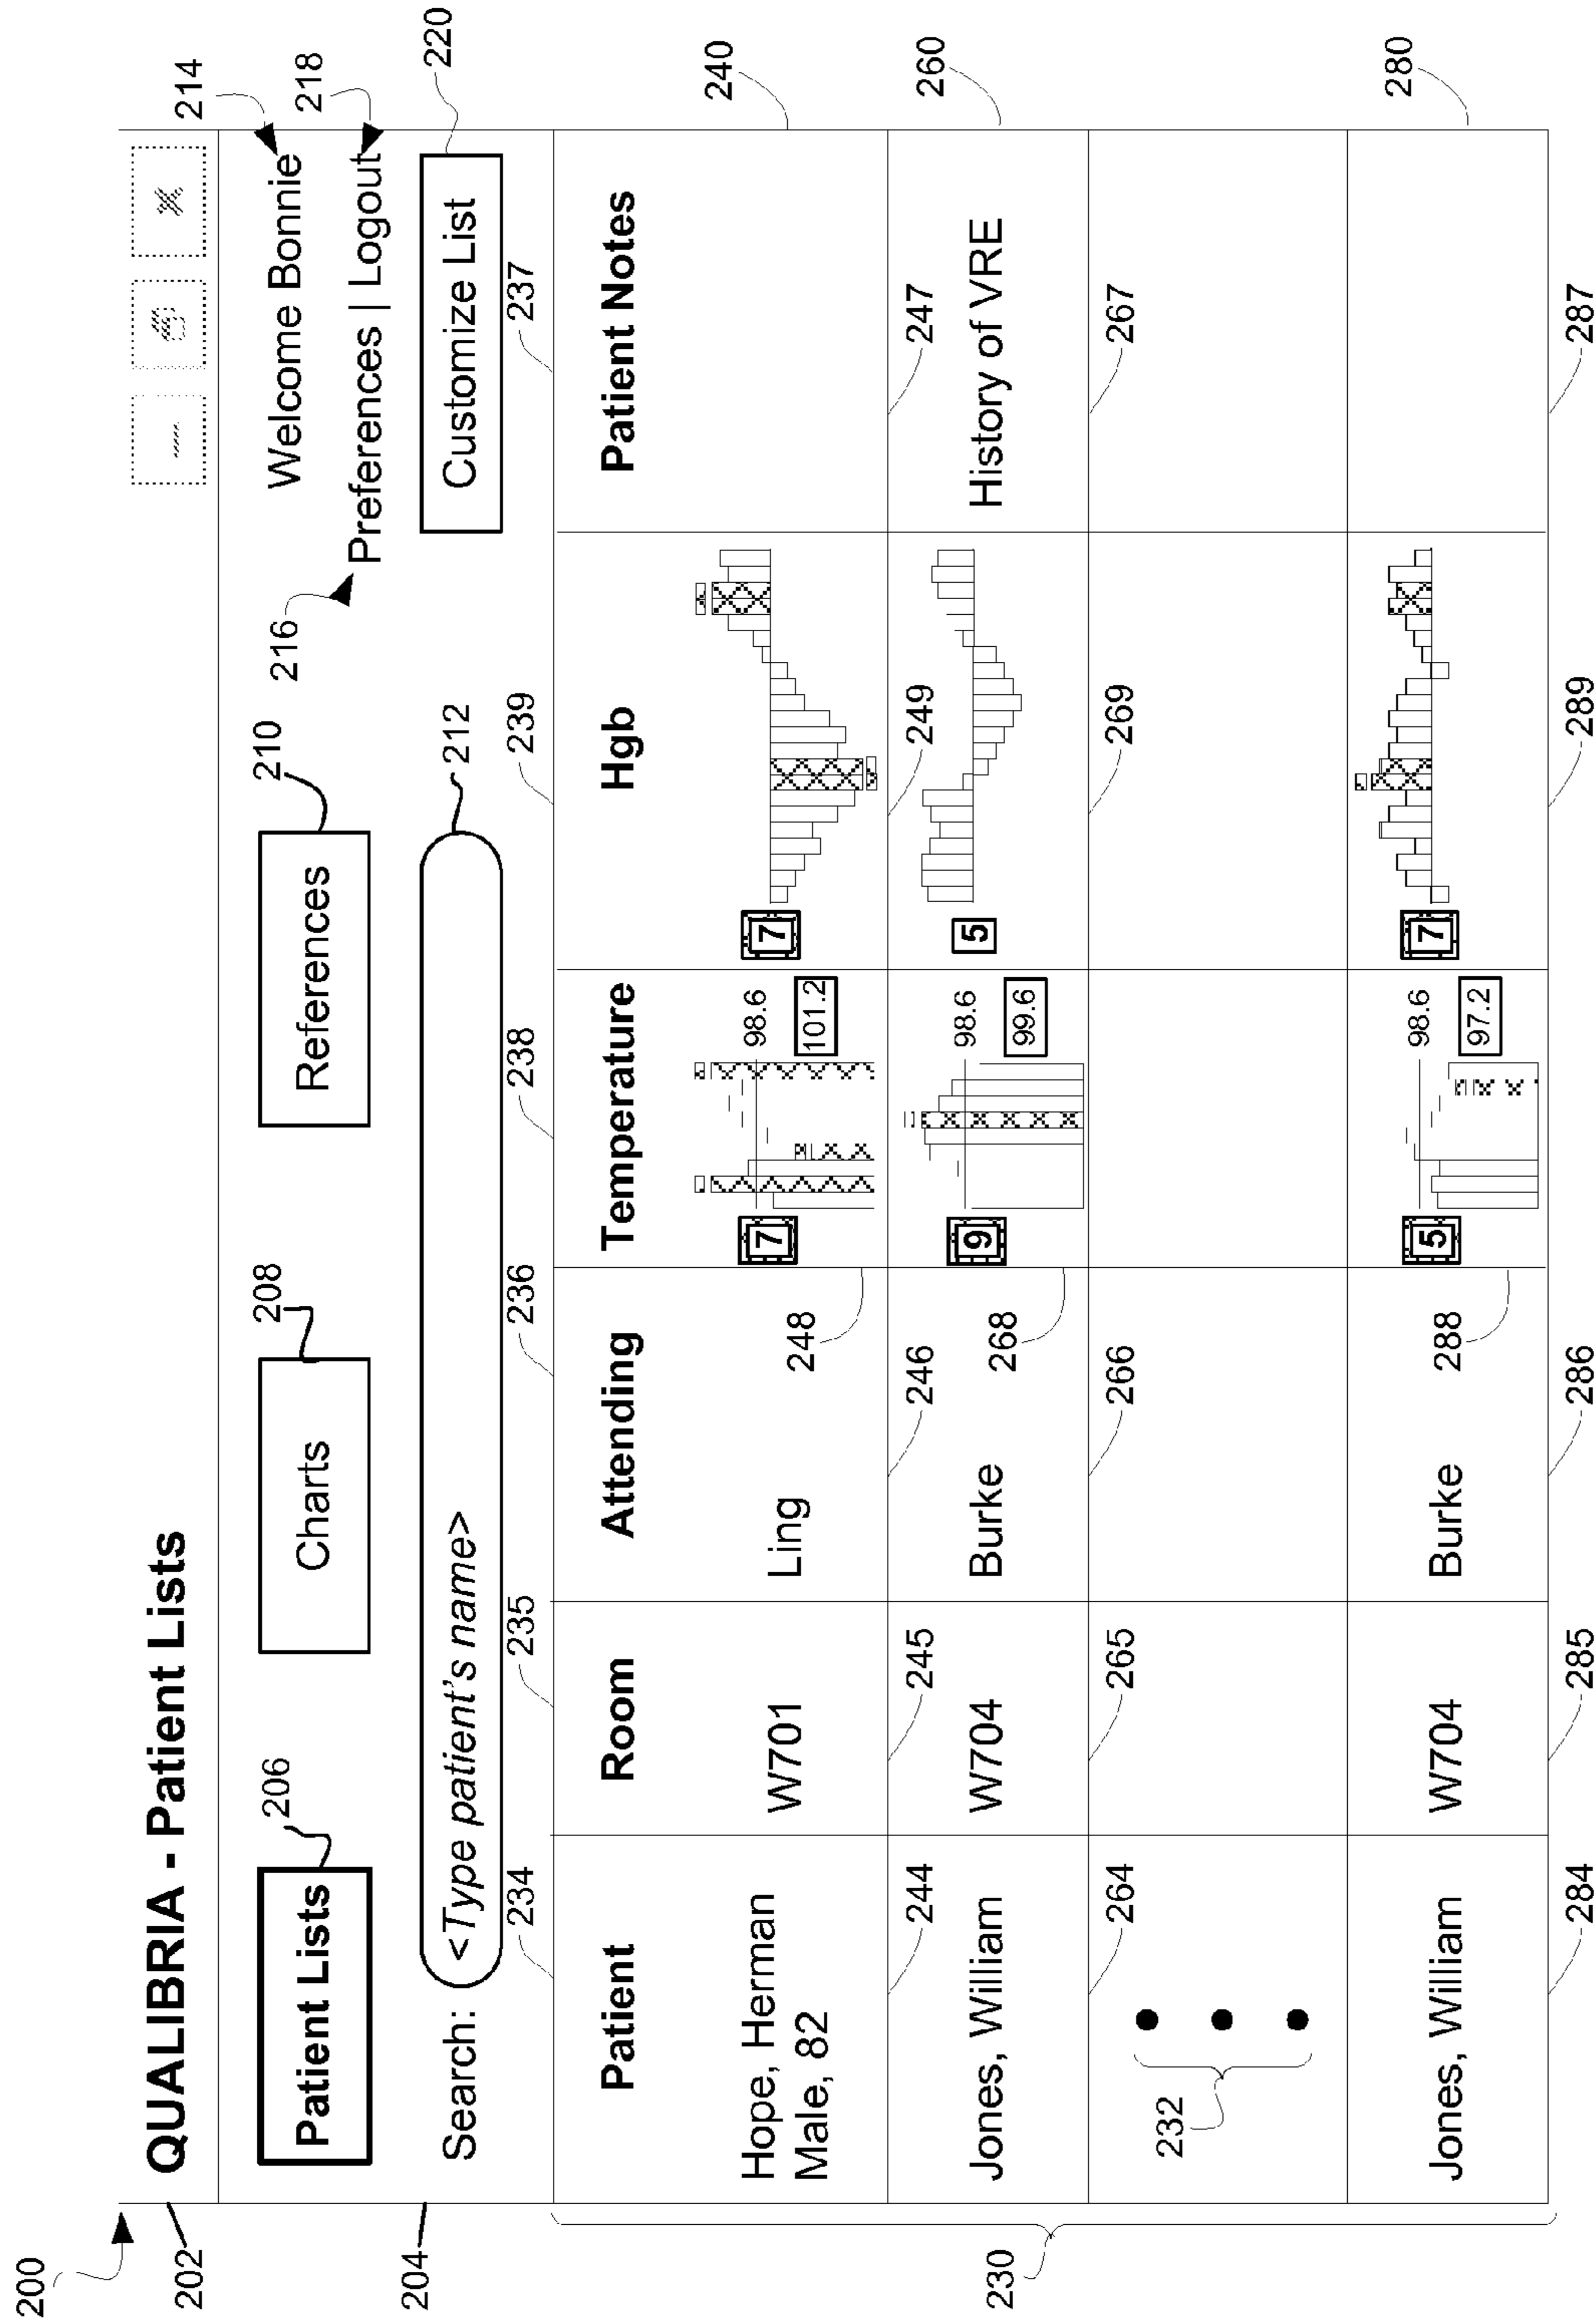 200
202
QUALIBRIA - Patient Lists
206
Patient Lists
208
Charts
210
References
214
Welcome Bonnie
216
Preferences | Logout
218
204
Search: <Type patient's name>
212
Customize List
220
234
235
236
238
239
237
Patient
Room
Attending
Temperature
Hgb
Patient Notes
240
Hope, Herman
Male, 82
W701
Ling
7
98.6
101.2
7
248
244
245
246
249
247
260
Jones, William
W704
Burke
9
98.6
99.6
5
History of VRE
268
264
265
266
269
267
230
232
280
Jones, William
W704
Burke
5
98.6
97.2
7
288
284
285
286
289
287